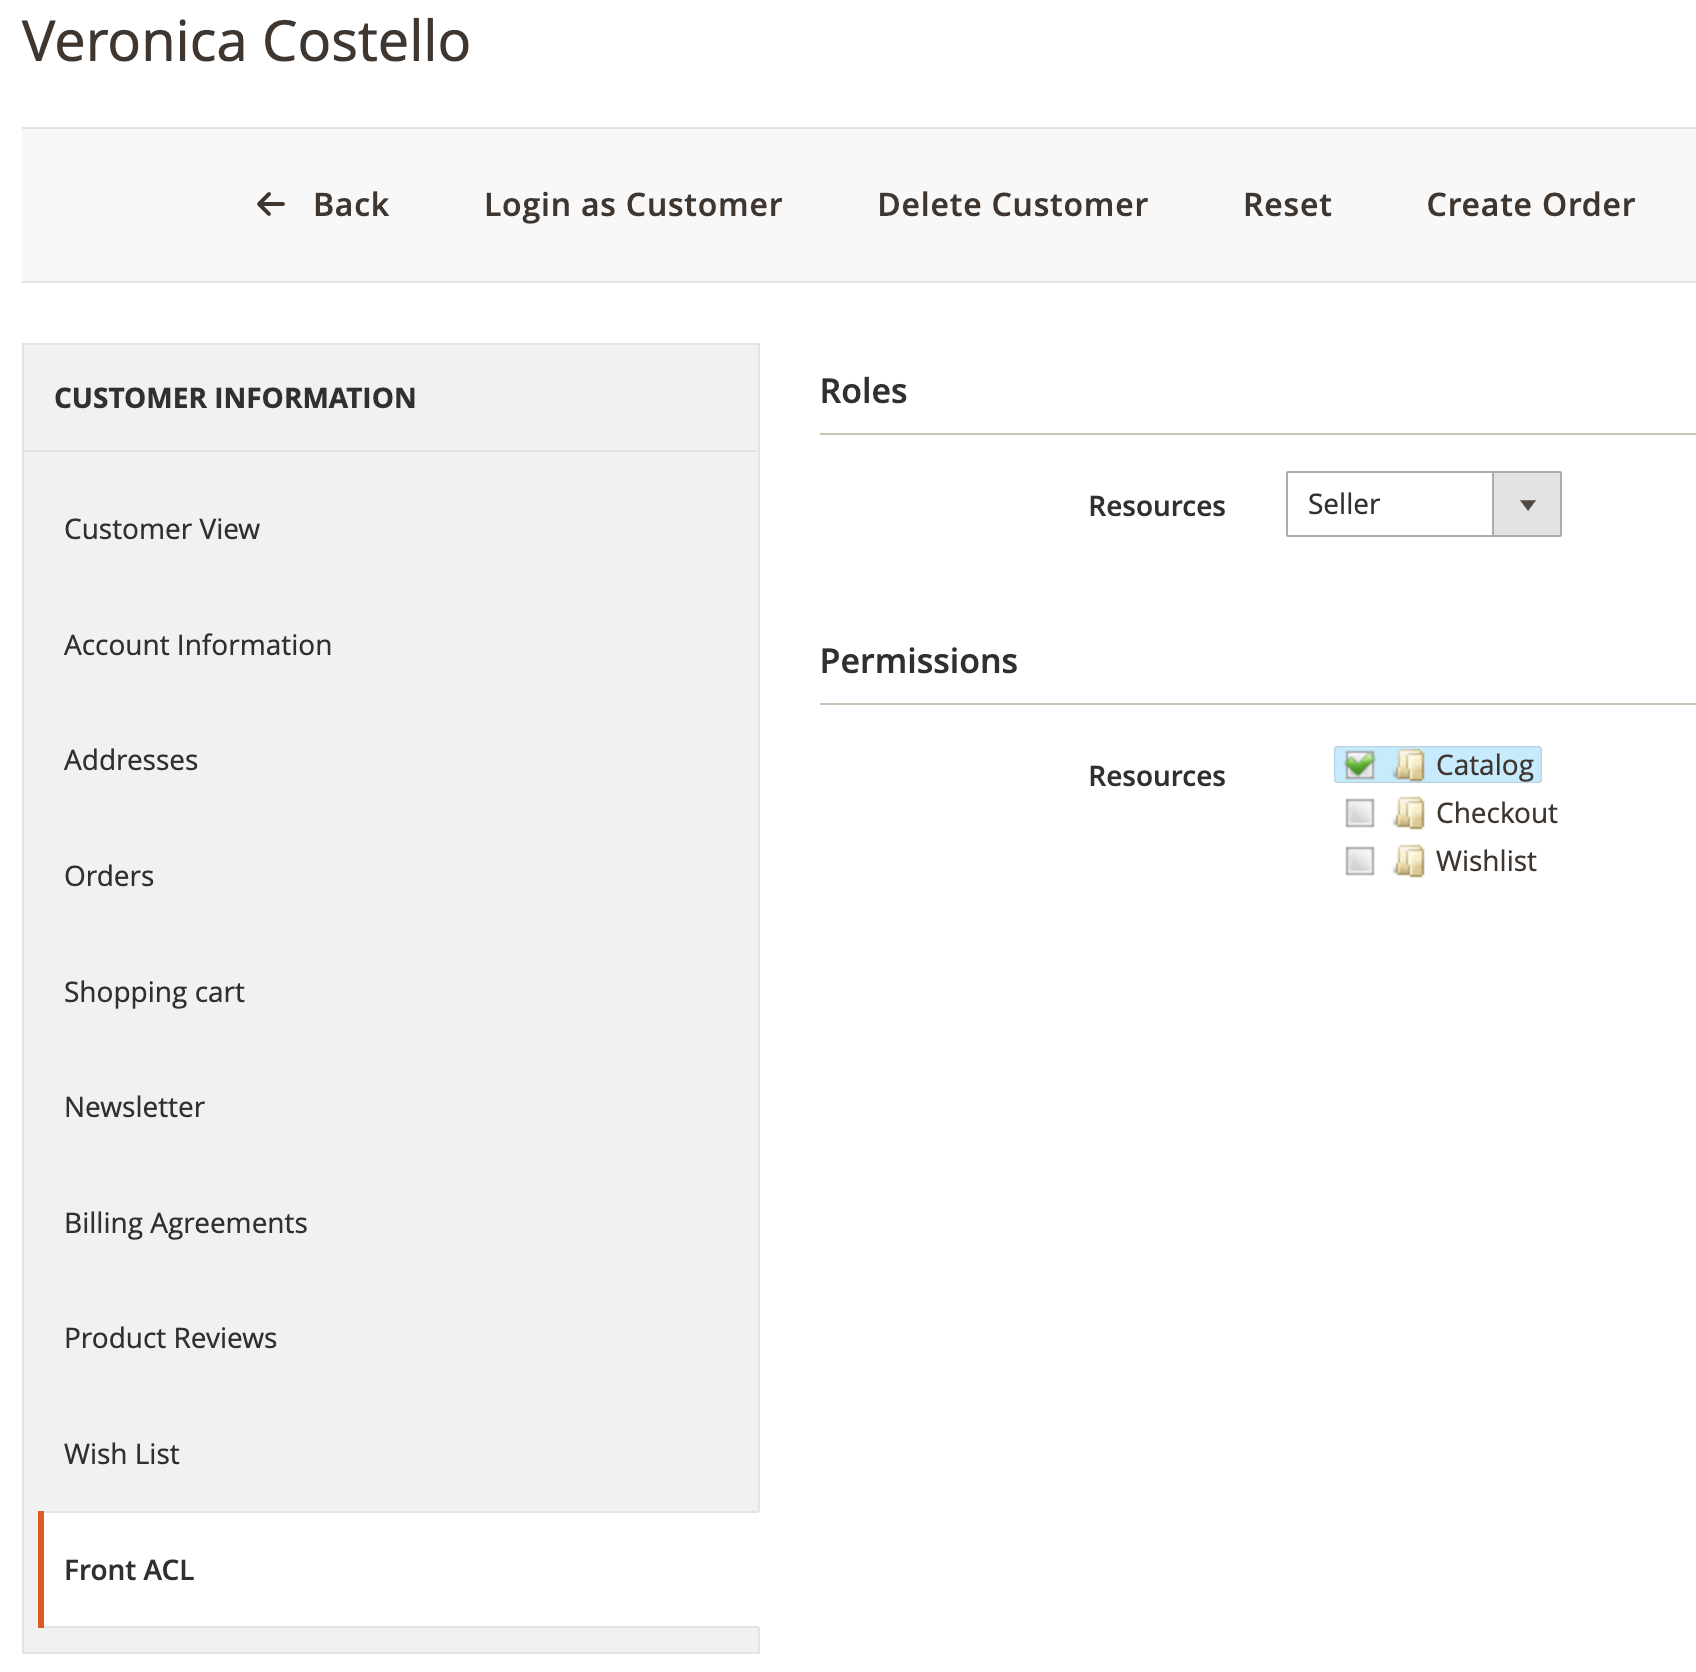 Veronica Costello
Back Login as Customer Delete Customer Reset Create Order
CUSTOMER INFORMATION
Customer View
Account Information
Addresses
Orders
Shopping cart
Newsletter
Billing Agreements
Product Reviews
Wish List
Front ACL
Roles
Resources Seller
Permissions
Resources Catalog
Checkout
Wishlist